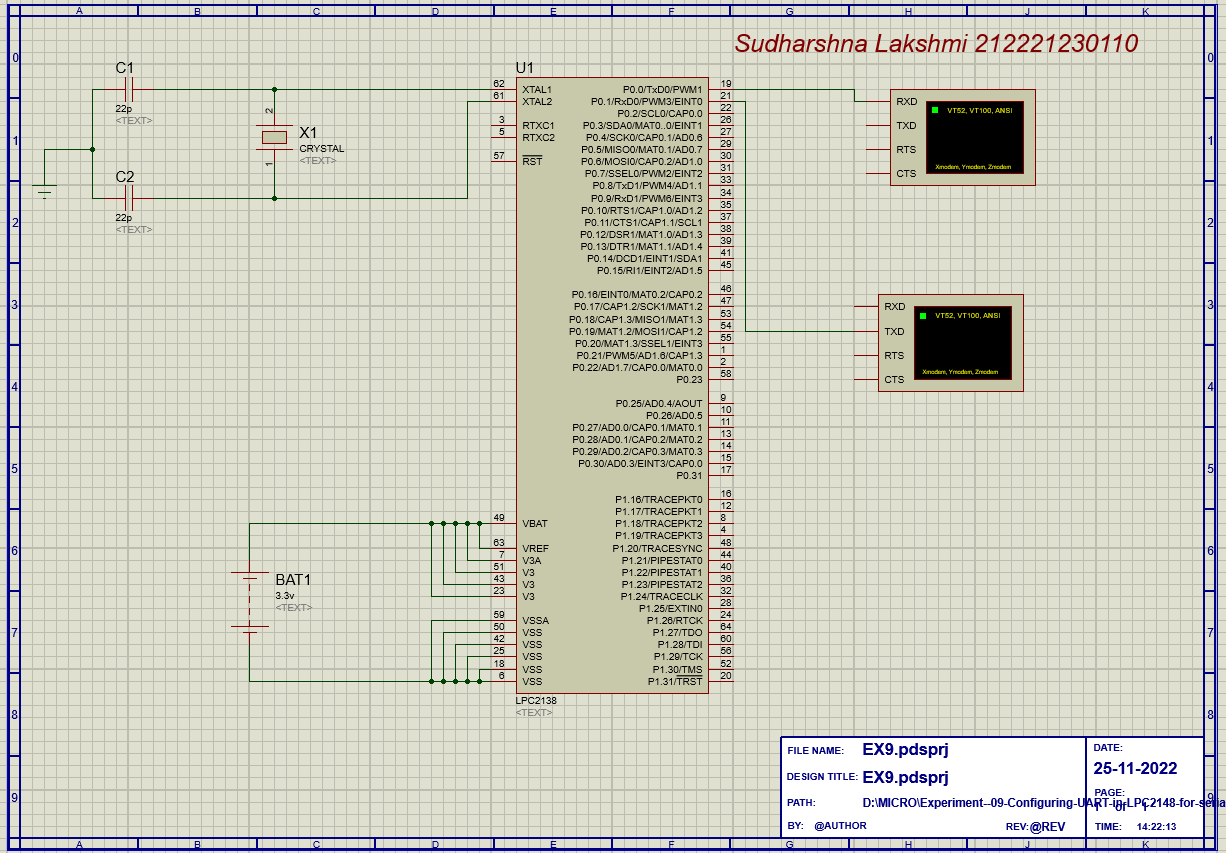 A B C D E F G H J K
Sudharshna Lakshmi 212221230110
0 0
1 1
2 2
3 3
4 4
5 5
6 6
7 7
8 8
9 9
C1
22p
<TEXT>
C2
22p
<TEXT>
2
X1
CRYSTAL
<TEXT>
1
U1
62 XTAL1 P0.0/TxD0/PWM1 19
61 XTAL2 P0.1/RxD0/PWM3/EINT0 21
P0.2/SCL0/CAP0.0 22
3 RTXC1 P0.3/SDA0/MAT0..0/EINT1 26
5 RTXC2 P0.4/SCK0/CAP0.1/AD0.6 27
P0.5/MISO0/MAT0.1/AD0.7 29
57 RST P0.6/MOSI0/CAP0.2/AD1.0 30
P0.7/SSEL0/PWM2/EINT2 31
P0.8/TxD1/PWM4/AD1.1 33
P0.9/RxD1/PWM6/EINT3 34
P0.10/RTS1/CAP1.0/AD1.2 35
P0.11/CTS1/CAP1.1/SCL1 37
P0.12/DSR1/MAT1.0/AD1.3 38
P0.13/DTR1/MAT1.1/AD1.4 39
P0.14/DCD1/EINT1/SDA1 41
P0.15/RI1/EINT2/AD1.5 45
P0.16/EINT0/MAT0.2/CAP0.2 46
P0.17/CAP1.2/SCK1/MAT1.2 47
P0.18/CAP1.3/MISO1/MAT1.3 53
P0.19/MAT1.2/MOSI1/CAP1.2 54
P0.20/MAT1.3/SSEL1/EINT3 55
P0.21/PWM5/AD1.6/CAP1.3 1
P0.22/AD1.7/CAP0.0/MAT0.0 2
P0.23 58
P0.25/AD0.4/AOUT 9
P0.26/AD0.5 10
P0.27/AD0.0/CAP0.1/MAT0.1 11
P0.28/AD0.1/CAP0.2/MAT0.2 13
P0.29/AD0.2/CAP0.3/MAT0.3 14
P0.30/AD0.3/EINT3/CAP0.0 15
P0.31 17
P1.16/TRACEPKT0 16
P1.17/TRACEPKT1 12
49 VBAT P1.18/TRACEPKT2 8
P1.19/TRACEPKT3 4
63 VREF P1.20/TRACESYNC 48
7 V3A P1.21/PIPESTAT0 44
51 V3 P1.22/PIPESTAT1 40
43 V3 P1.23/PIPESTAT2 36
23 V3 P1.24/TRACECLK 32
P1.25/EXTIN0 28
59 VSSA P1.26/RTCK 24
50 VSS P1.27/TDO 64
42 VSS P1.28/TDI 60
25 VSS P1.29/TCK 56
18 VSS P1.30/TMS 52
6 VSS P1.31/TRST 20
LPC2138
<TEXT>
BAT1
3.3v
<TEXT>
RXD
TXD
RTS
CTS
VT52, VT100, ANSI
Xmodem, Ymodem, Zmodem
RXD
TXD
RTS
CTS
VT52, VT100, ANSI
Xmodem, Ymodem, Zmodem
FILE NAME: EX9.pdsprj
DESIGN TITLE: EX9.pdsprj
PATH: D:\MICRO\Experiment--09-Configuring-UART-in-LPC2148-for-seria
BY: @AUTHOR REV:@REV
DATE:
25-11-2022
PAGE:
1 of 1
TIME: 14:22:13
A B C D E F G H J K